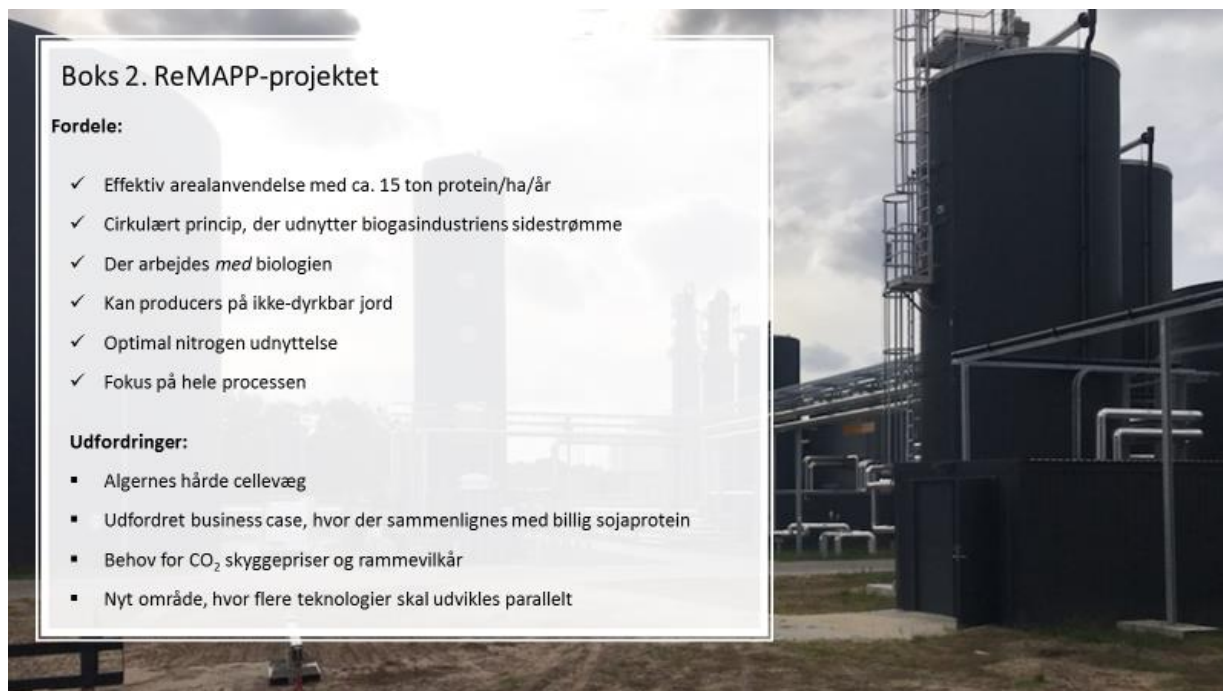 Boks 2. ReMAPP-projektet
Fordele:
✓ Effektiv arealanvendelse med ca. 15 ton protein/ha/år
✓ Cirkulært princip, der udnytter biogasindustriens sidestrømme
✓ Der arbejdes med biologien
✓ Kan producers på ikke-dyrkbar jord
✓ Optimal nitrogen udnyttelse
✓ Fokus på hele processen
Udfordringer:
▪ Algernes hårde cellevæg
▪ Udfordret business case, hvor der sammenlignes med billig sojaprotein
▪ Behov for CO₂ skyggepriser og rammevilkår
▪ Nyt område, hvor flere teknologier skal udvikles parallelt